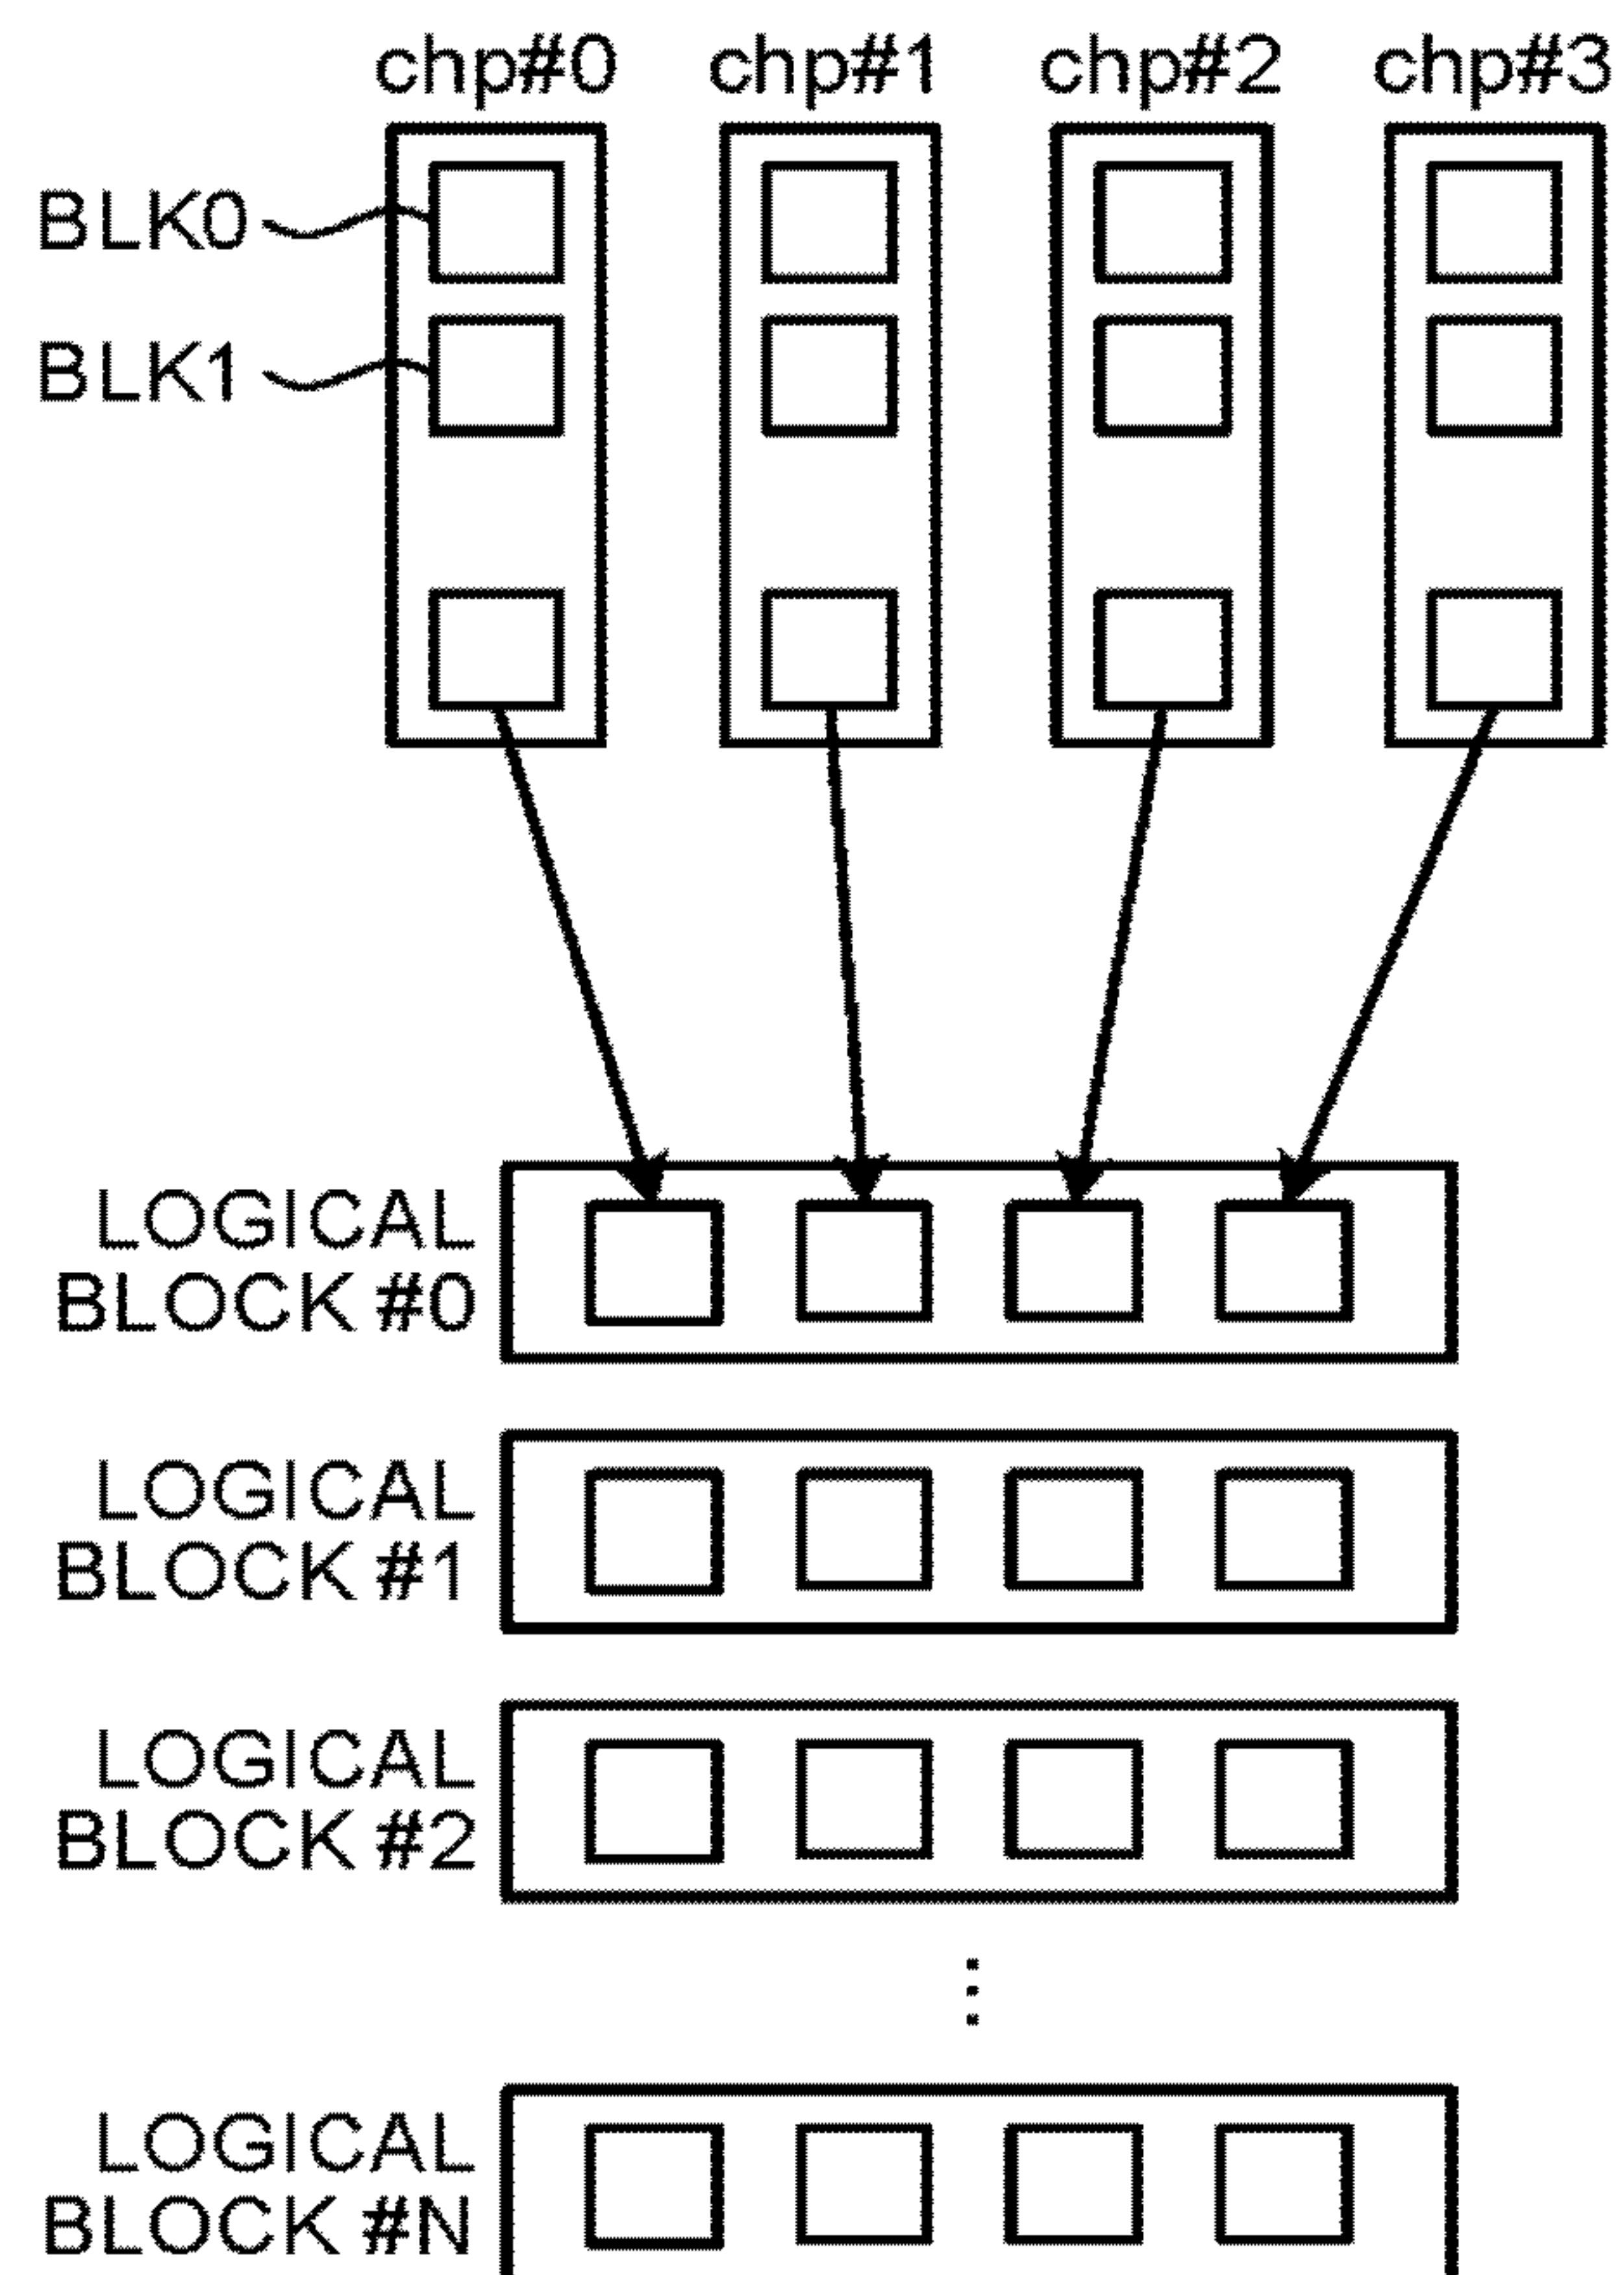 chp#0 chp#1 chp#2 chp#3
BLK0
BLK1
LOGICAL
BLOCK #0
LOGICAL
BLOCK #1
LOGICAL
BLOCK #2
LOGICAL
BLOCK #N